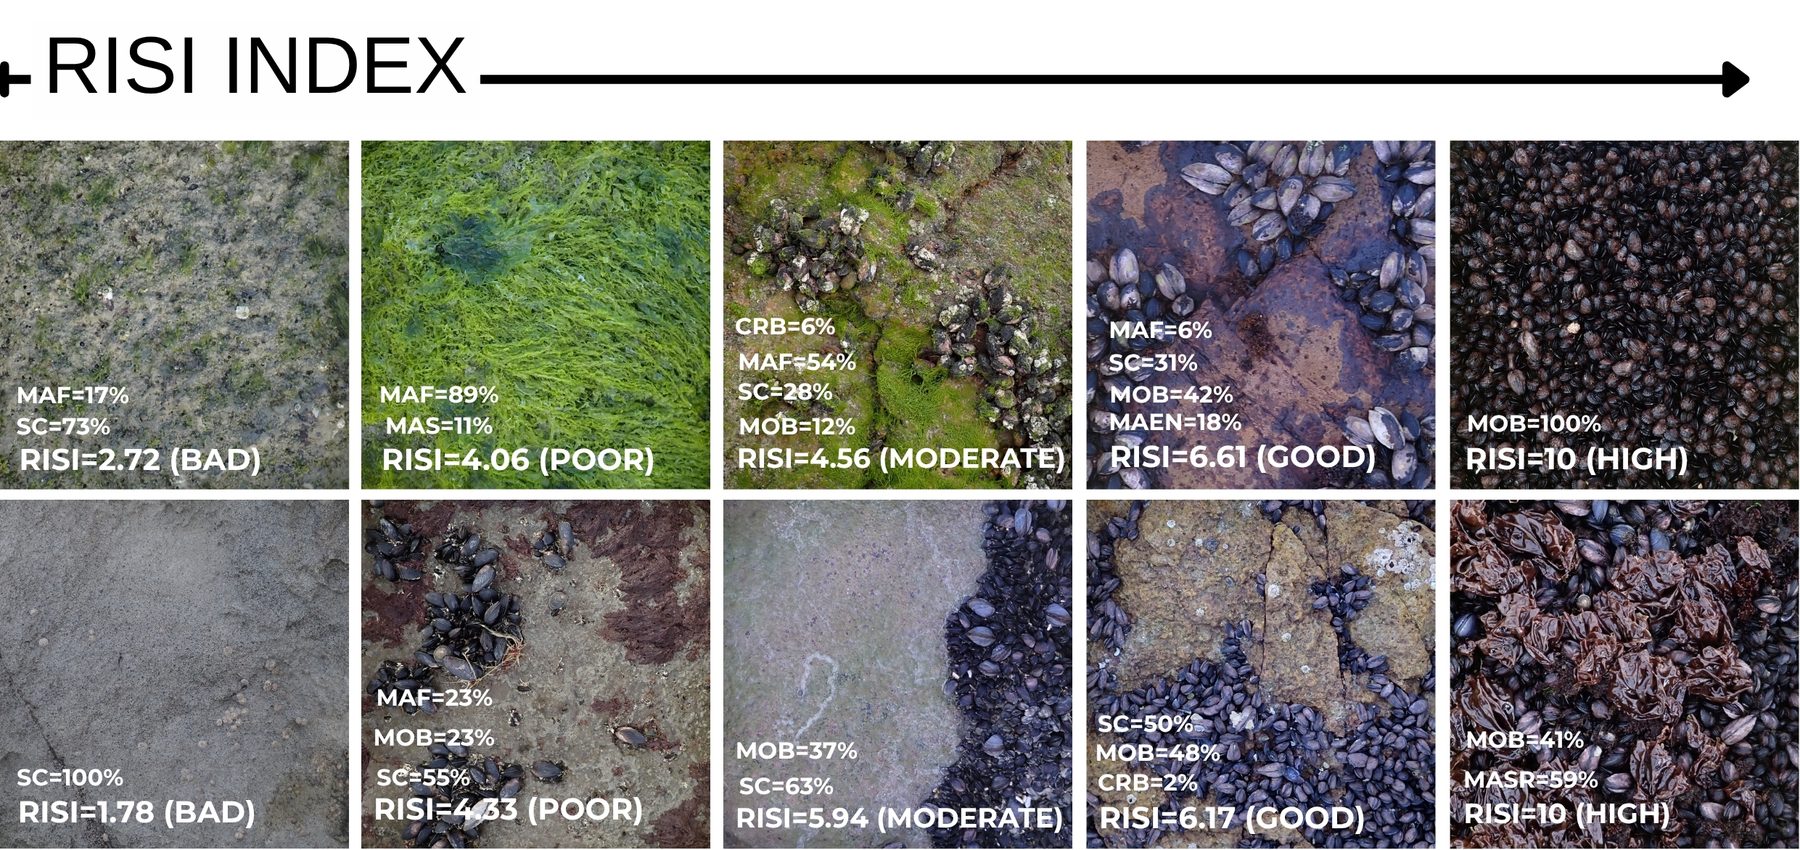 RISI INDEX
MAF=17%
SC=73%
RISI=2.72 (BAD)
MAF=89%
MAS=11%
RISI=4.06 (POOR)
CRB=6%
MAF=54%
SC=28%
MOB=12%
RISI=4.56 (MODERATE)
MAF=6%
SC=31%
MOB=42%
MAEN=18%
RISI=6.61 (GOOD)
MOB=100%
RISI=10 (HIGH)
SC=100%
RISI=1.78 (BAD)
MAF=23%
MOB=23%
SC=55%
RISI=4.33 (POOR)
MOB=37%
SC=63%
RISI=5.94 (MODERATE)
SC=50%
MOB=48%
CRB=2%
RISI=6.17 (GOOD)
MOB=41%
MASR=59%
RISI=10 (HIGH)